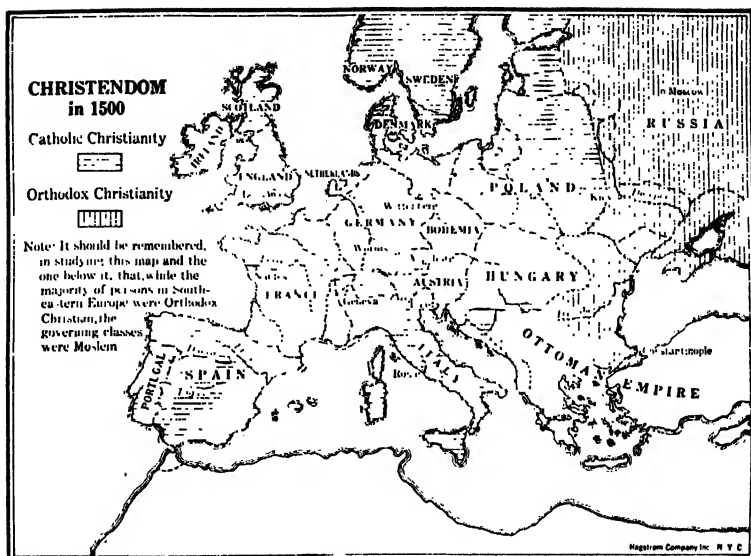 CHRISTENDOM
in 1500
Catholic Christianity
Orthodox Christianity
Note: It should be remembered,
in studying this map and the
one below it, that, while the
majority of persons in South-
eastern Europe were Orthodox
Christian, the
governing classes
were Moslem
NORWAY
SWEDEN
SCOTLAND
DENMARK
IRELAND
ENGLAND
NETHERLANDS
Moscow
RUSSIA
POLAND
GERMANY
BOHEMIA
Worms
AUSTRIA
HUNGARY
FRANCE
Geneva
PORTUGAL
SPAIN
ITALY
Rome
OTTOMAN
EMPIRE
Constantinople
Hagstrom Company Inc N Y C